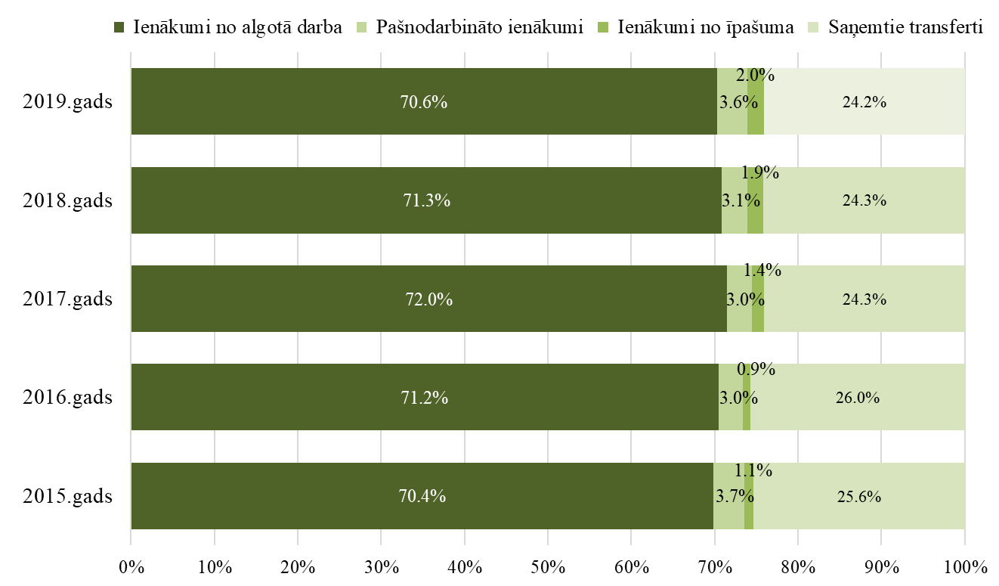 Ienākumi no algotā darba Pašnodarbināto ienākumi Ienākumi no īpašuma Saņemtie transferti
2019.gads 70.6% 3.6% 2.0% 24.2%
2018.gads 71.3% 3.1% 1.9% 24.3%
2017.gads 72.0% 3.0% 1.4% 24.3%
2016.gads 71.2% 3.0% 0.9% 26.0%
2015.gads 70.4% 3.7% 1.1% 25.6%
0% 10% 20% 30% 40% 50% 60% 70% 80% 90% 100%